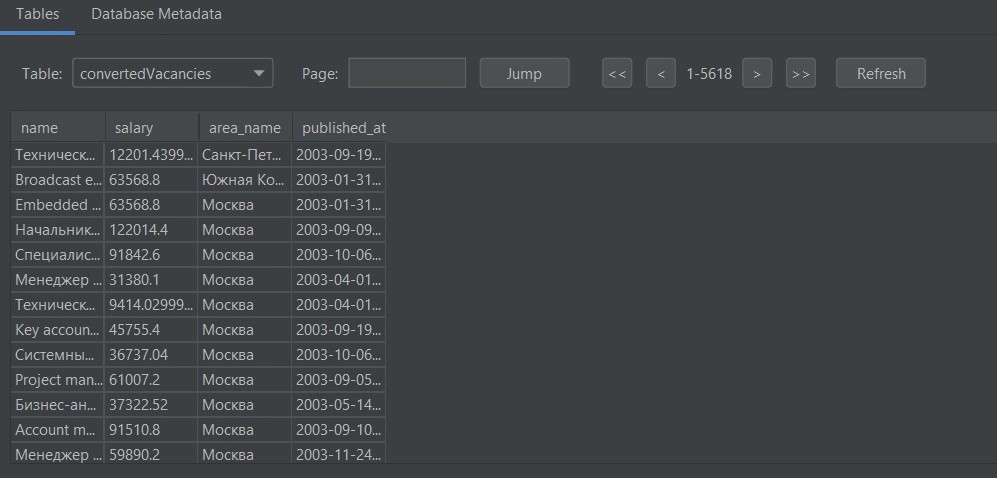 Tables Database Metadata
Table: convertedVacancies Page: Jump << < 1-5618 > >> Refresh
name salary area_name published_at
Техническ... 12201.4399... Санкт-Пет... 2003-09-19...
Broadcast e... 63568.8 Южная Ко... 2003-01-31...
Embedded ... 63568.8 Москва 2003-01-31...
Начальник... 122014.4 Москва 2003-09-09...
Специалис... 91842.6 Москва 2003-10-06...
Менеджер ... 31380.1 Москва 2003-04-01...
Техническ... 9414.02999... Москва 2003-04-01...
Key accoun... 45755.4 Москва 2003-09-19...
Системны... 36737.04 Москва 2003-10-06...
Project man... 61007.2 Москва 2003-09-05...
Бизнес-ан... 37322.52 Москва 2003-05-14...
Account m... 91510.8 Москва 2003-09-10...
Менеджер ... 59890.2 Москва 2003-11-24...